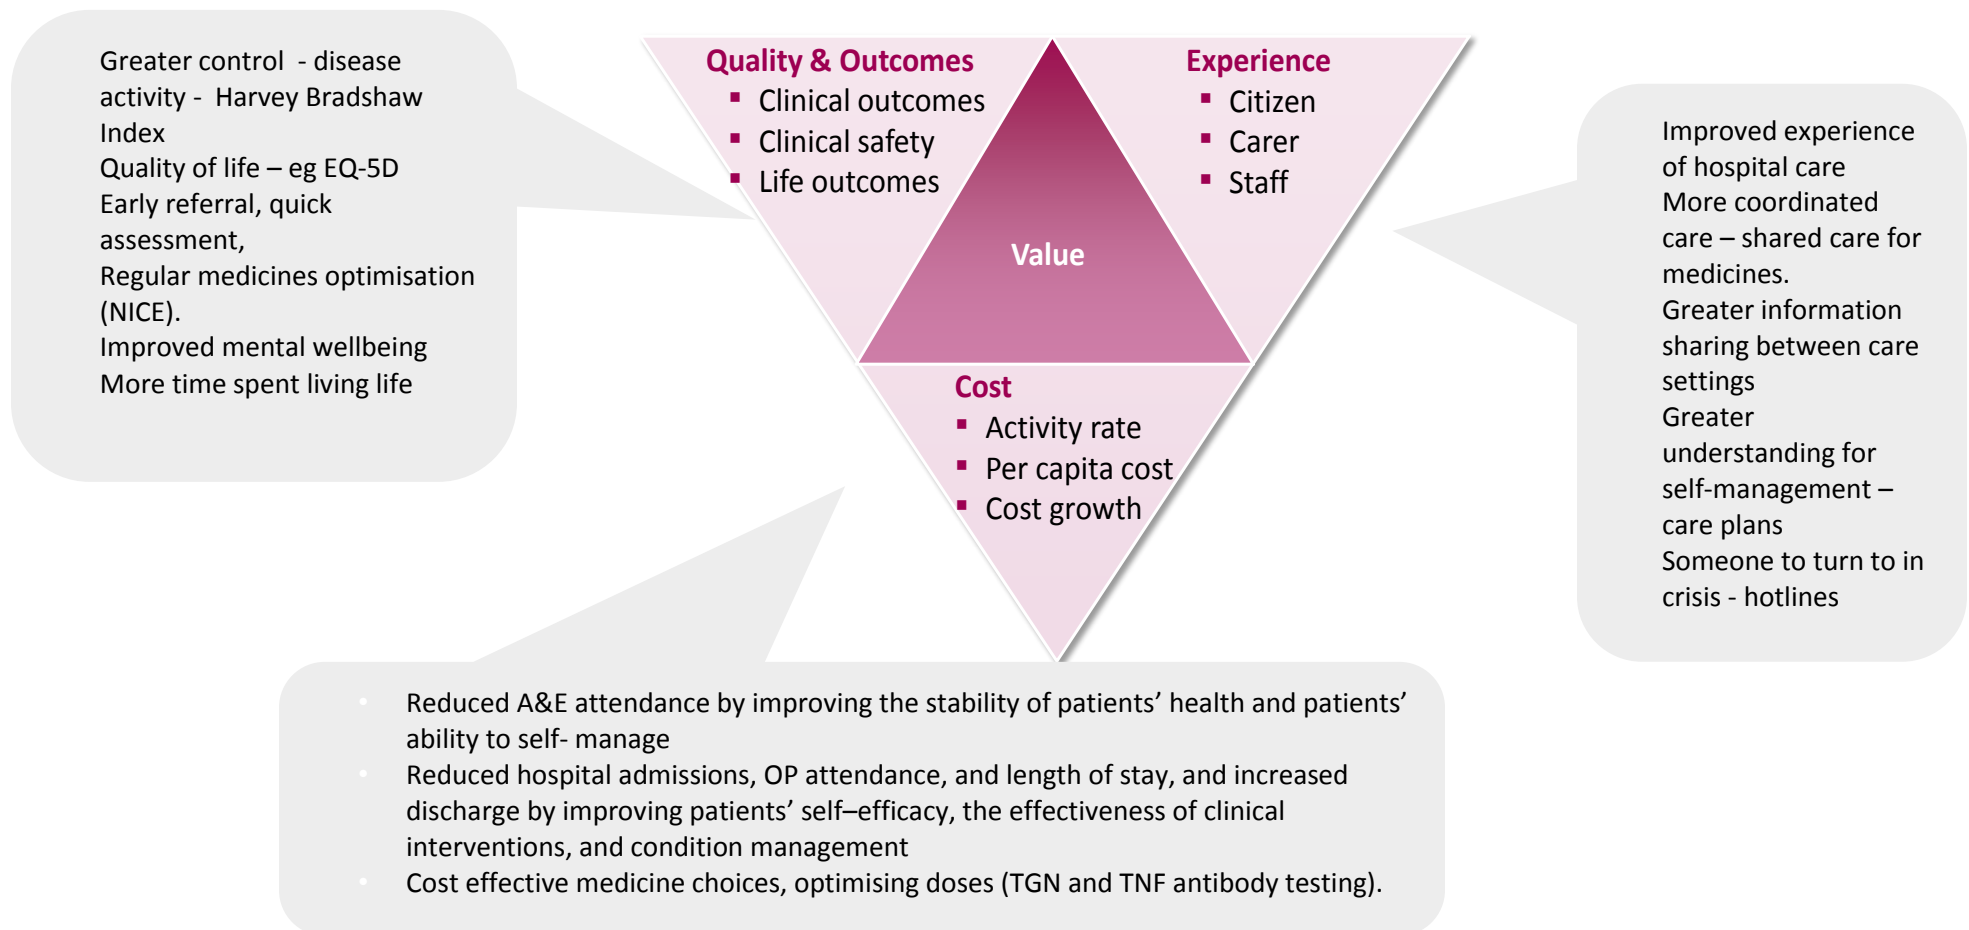 Greater control  - disease
activity -  Harvey Bradshaw
Index
Quality of life – eg EQ-5D
Early referral, quick
assessment,
Regular medicines optimisation
(NICE).
Improved mental wellbeing
More time spent living life
Quality & Outcomes
▪ Clinical outcomes
▪ Clinical safety
▪ Life outcomes
Experience
▪ Citizen
▪ Carer
▪ Staff
Value
Cost
▪ Activity rate
▪ Per capita cost
▪ Cost growth
Improved experience
of hospital care
More coordinated
care – shared care for
medicines.
Greater information
sharing between care
settings
Greater
understanding for
self-management –
care plans
Someone to turn to in
crisis - hotlines
• Reduced A&E attendance by improving the stability of patients’ health and patients’
ability to self- manage
• Reduced hospital admissions, OP attendance, and length of stay, and increased
discharge by improving patients’ self–efficacy, the effectiveness of clinical
interventions, and condition management
• Cost effective medicine choices, optimising doses (TGN and TNF antibody testing).